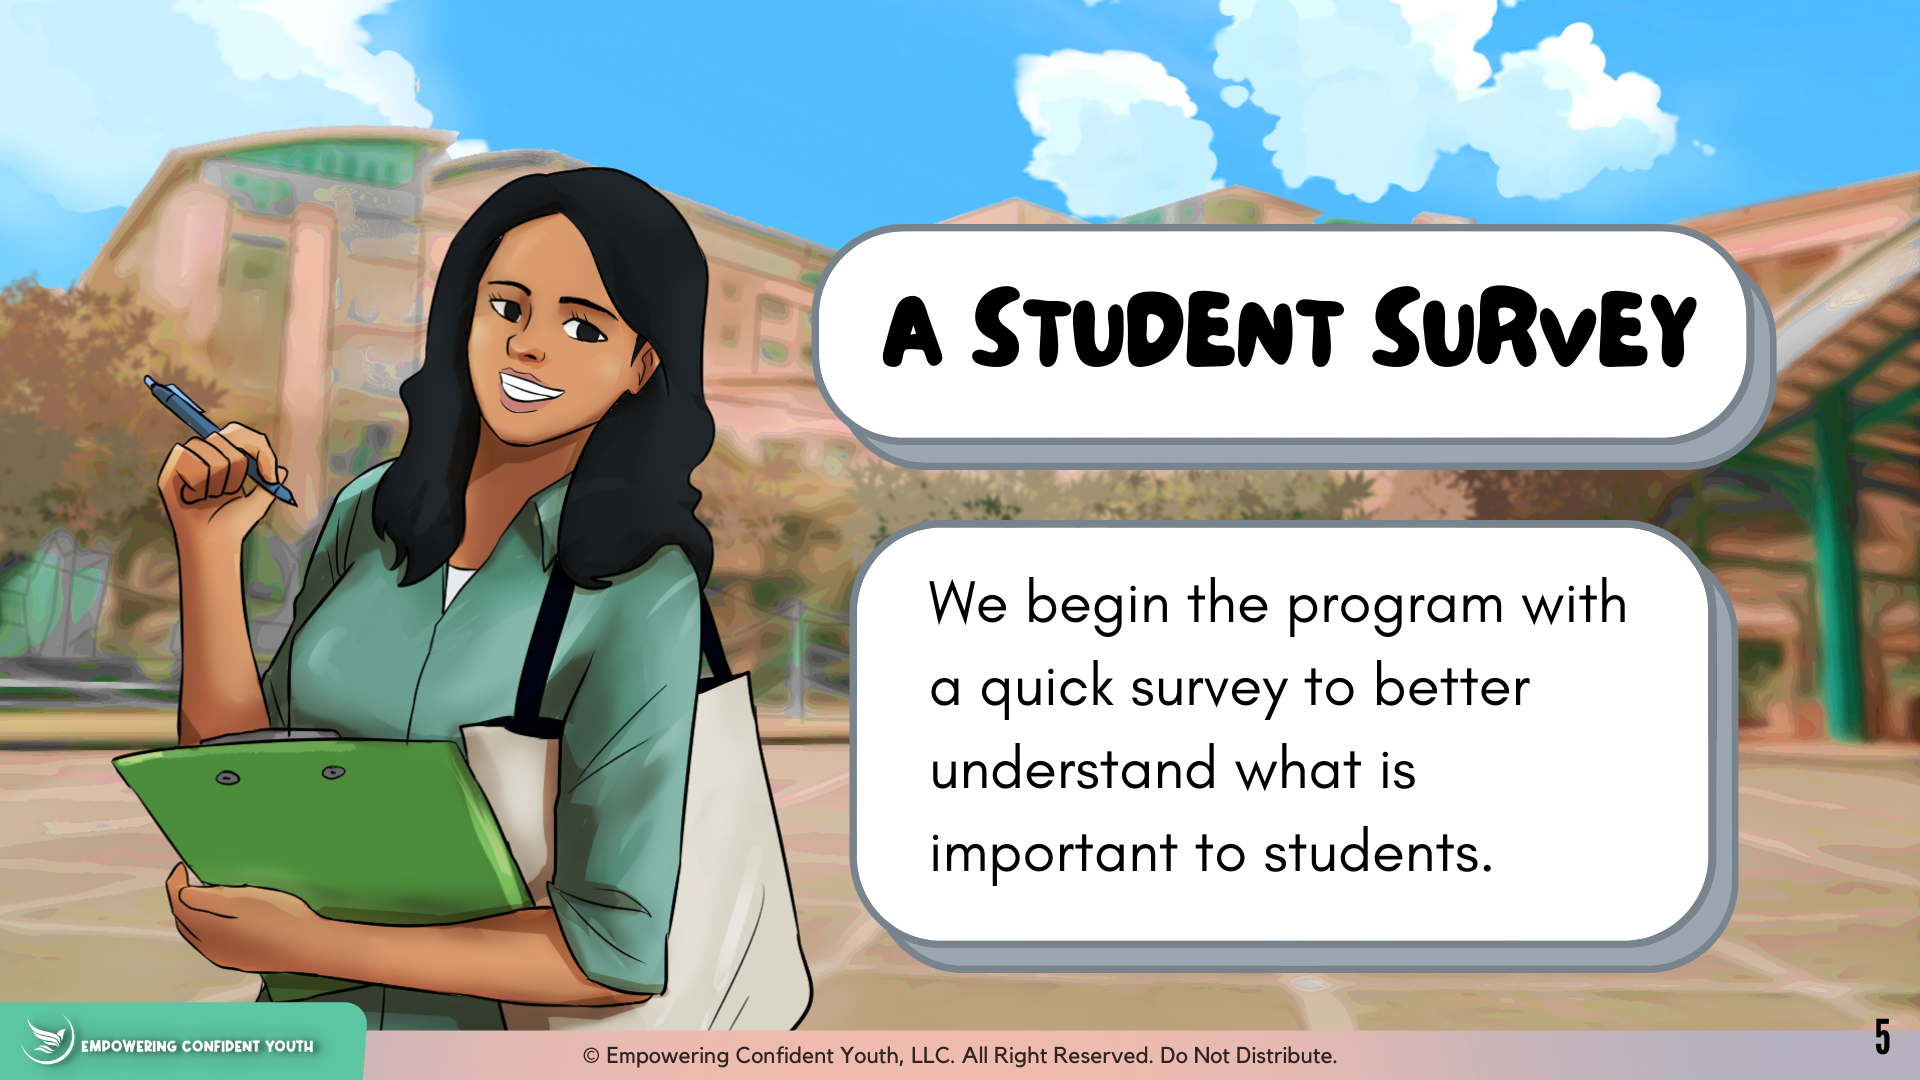 A STUDENT SURVEY
We begin the program with
a quick survey to better
understand what is
important to students.
EMPOWERING CONFIDENT YOUTH
© Empowering Confident Youth, LLC. All Right Reserved. Do Not Distribute.
5